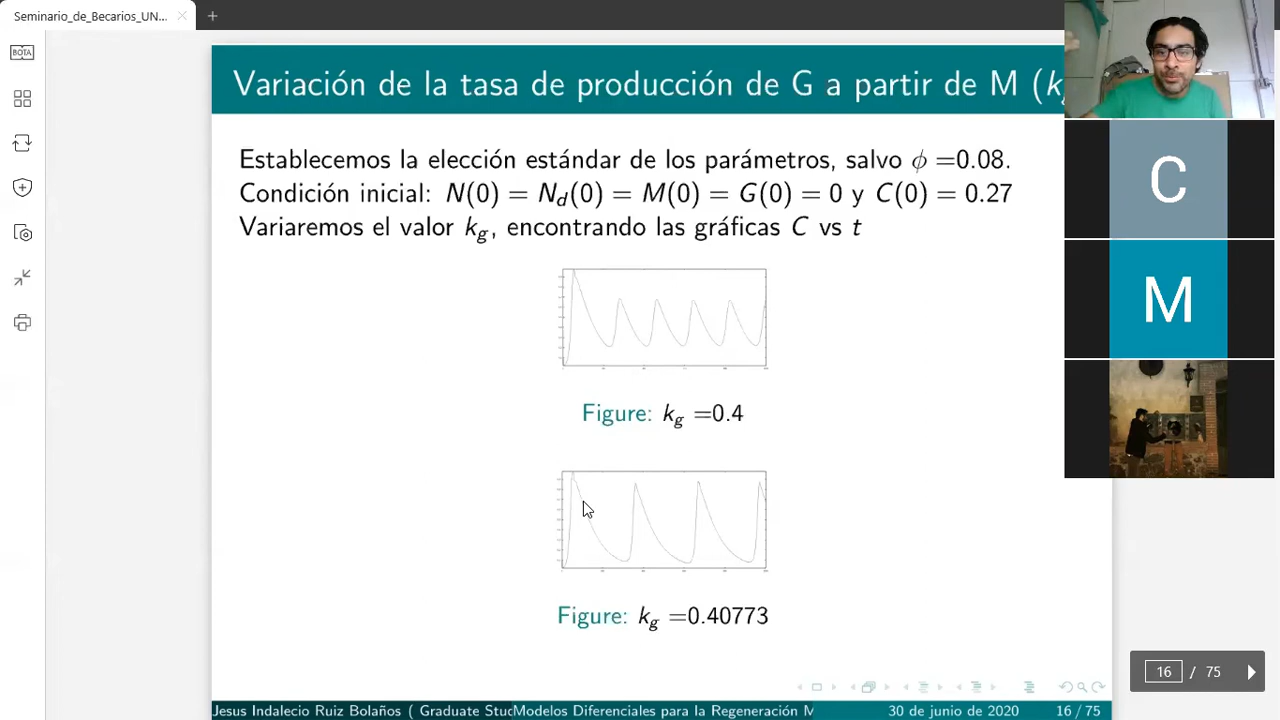 Seminario_de_Becarios_UN...
BOTA
Variación de la tasa de producción de G a partir de M (k
Establecemos la elección estándar de los parámetros, salvo ϕ =0.08.
Condición inicial: N(0) = N_d(0) = M(0) = G(0) = 0 y C(0) = 0.27
Variaremos el valor k_g, encontrando las gráficas C vs t
Figure: k_g =0.4
Figure: k_g =0.40773
C
M
16 / 75
Jesus Indalecio Ruiz Bolaños ( Graduate Stud
Modelos Diferenciales para la Regeneración M
30 de junio de 2020
16 / 75